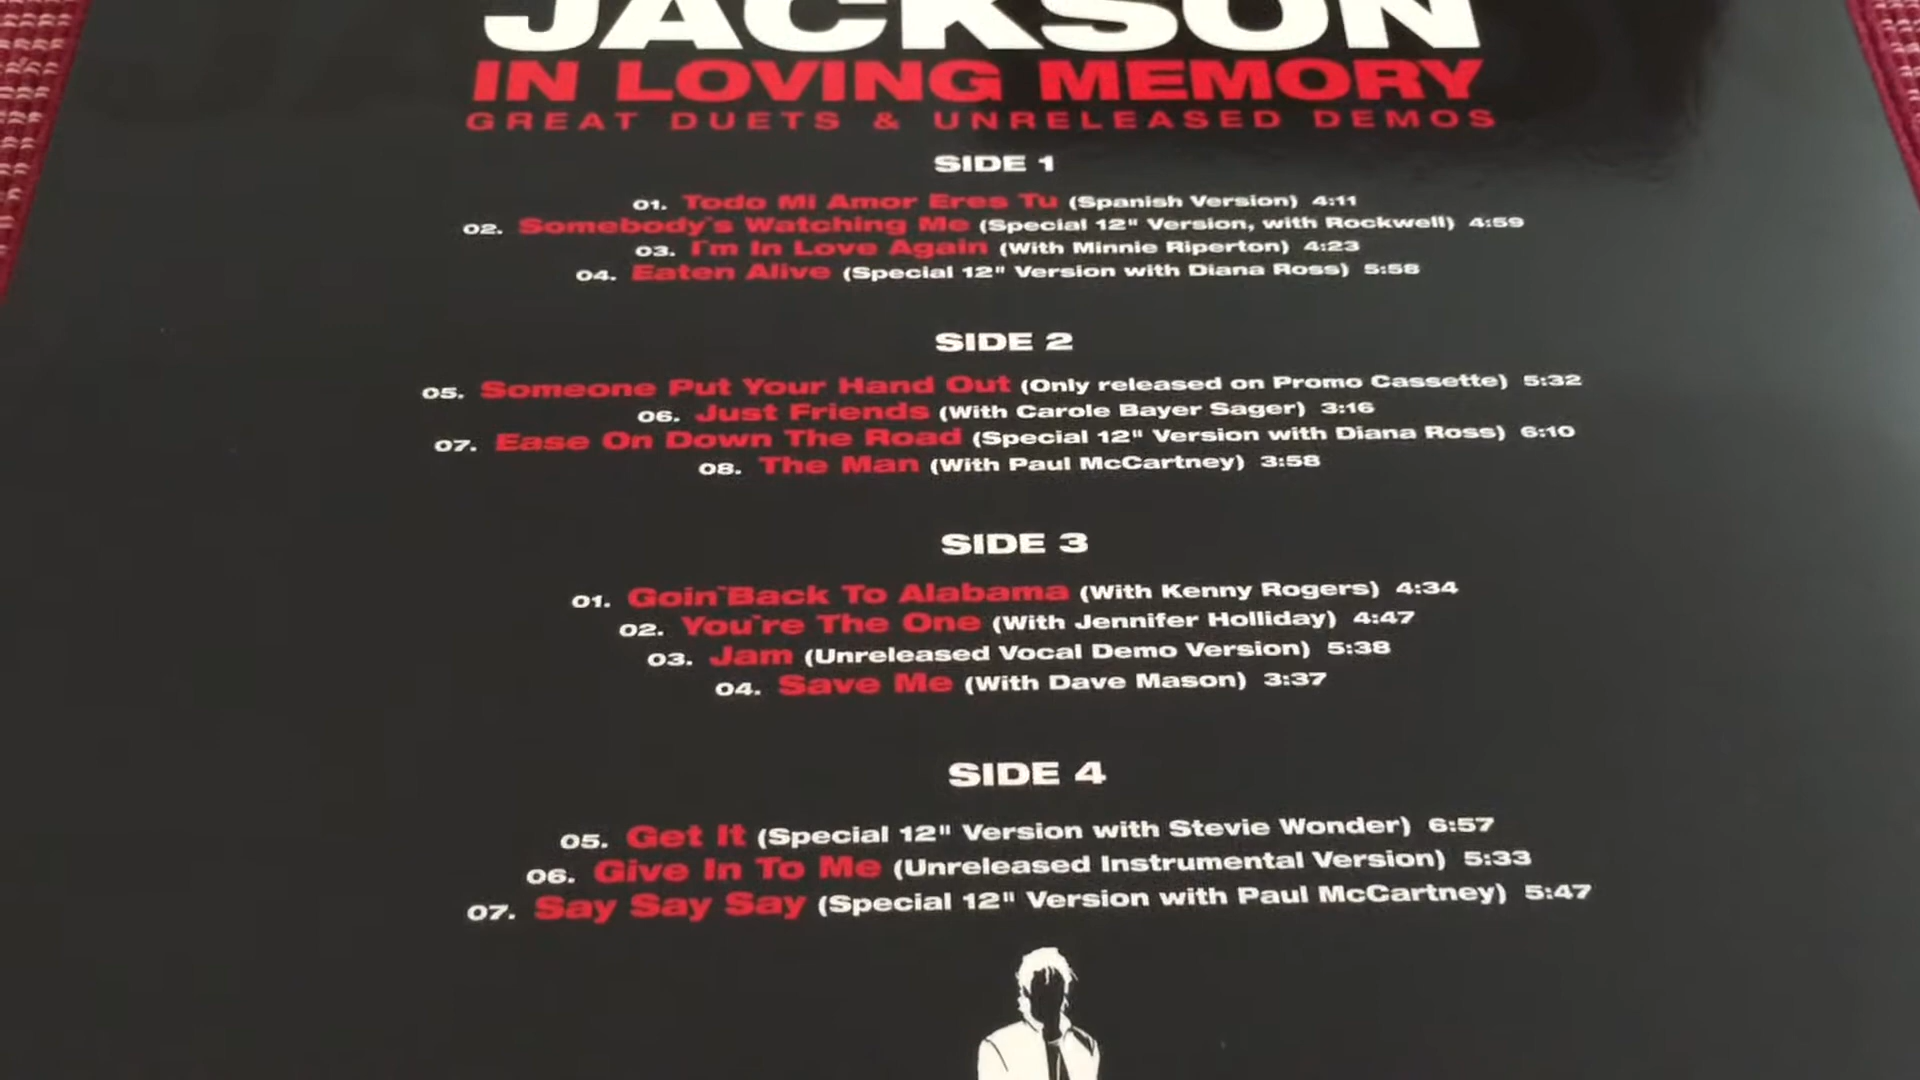 JACKSON
IN LOVING MEMORY
GREAT DUETS & UNRELEASED DEMOS
SIDE 1
01. Todo Mi Amor Eres Tu (Spanish Version) 4:11
02. Somebody`s Watching Me (Special 12" Version, with Rockwell) 4:59
03. I`m In Love Again (With Minnie Riperton) 4:23
04. Eaten Alive (Special 12" Version with Diana Ross) 5:56
SIDE 2
05. Someone Put Your Hand Out (Only released on Promo Cassette) 5:32
06. Just Friends (With Carole Bayer Sager) 3:16
07. Ease On Down The Road (Special 12" Version with Diana Ross) 6:10
08. The Man (With Paul McCartney) 3:58
SIDE 3
01. Goin`Back To Alabama (With Kenny Rogers) 4:34
02. You`re The One (With Jennifer Holliday) 4:47
03. Jam (Unreleased Vocal Demo Version) 5:38
04. Save Me (With Dave Mason) 3:37
SIDE 4
05. Get It (Special 12" Version with Stevie Wonder) 6:57
06. Give In To Me (Unreleased Instrumental Version) 5:33
07. Say Say Say (Special 12" Version with Paul McCartney) 5:47